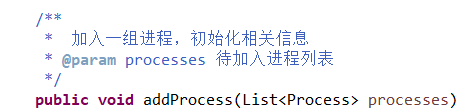 /**
 * 加入一组进程，初始化相关信息
 * @param processes 待加入进程列表
 */
public void addProcess(List<Process> processes)